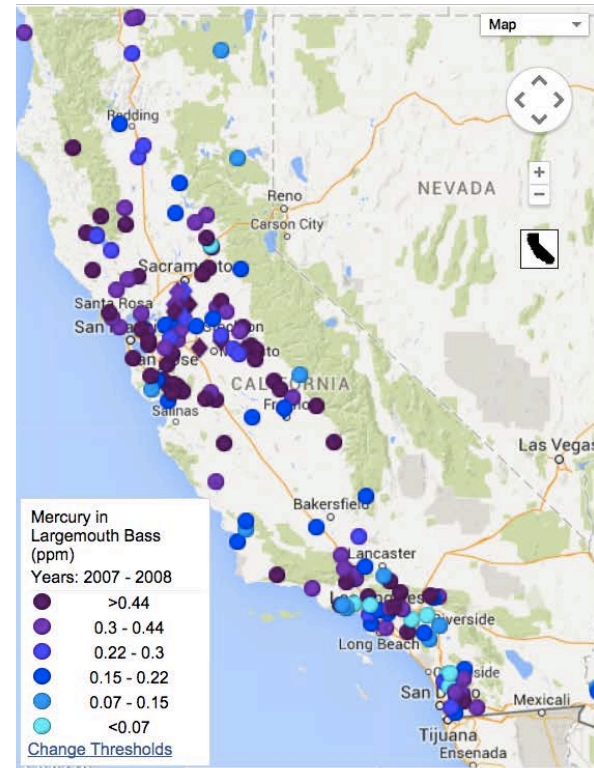 Map
Redding
Reno
NEVADA
Carson City
Sacramento
Santa Rosa
San
San Jose
CALIFORNIA
Salinas
Las Vegas
Bakersfield
Lancaster
Riverside
Long Beach
San Diego
Mexicali
Tijuana
Ensenada
Mercury in
Largemouth Bass
(ppm)
Years: 2007 - 2008
>0.44
0.3 - 0.44
0.22 - 0.3
0.15 - 0.22
0.07 - 0.15
<0.07
Change Thresholds